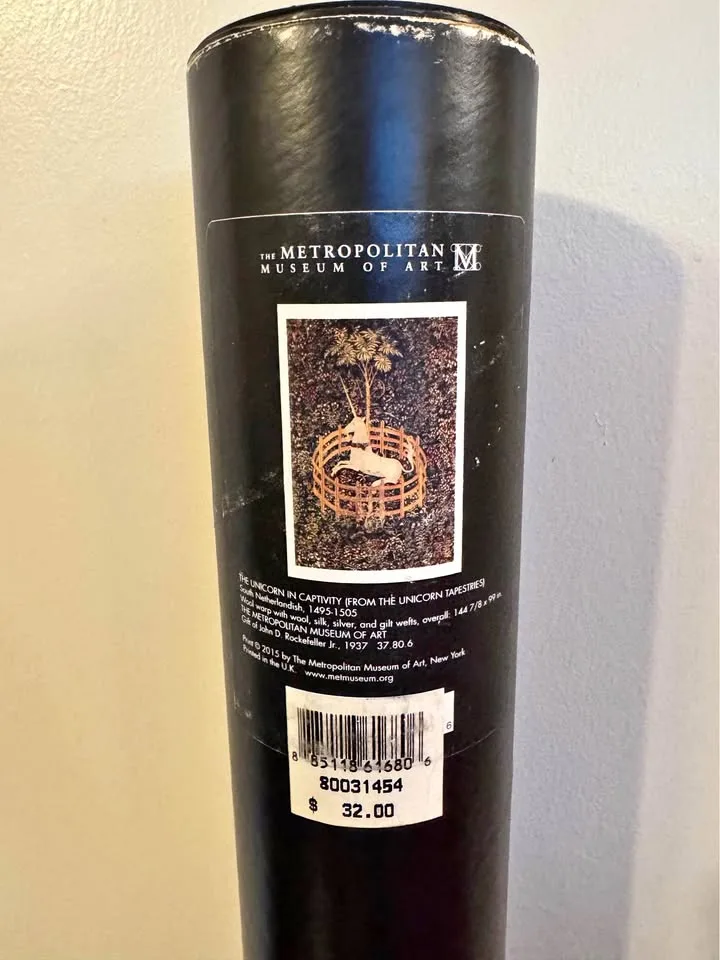 THE METROPOLITAN
MUSEUM OF ART M
THE UNICORN IN CAPTIVITY (FROM THE UNICORN TAPESTRIES)
South Netherlandish, 1495-1505
Wool warp with wool, silk, silver, and gilt wefts, overall: 144 7/8 x 99 in.
THE METROPOLITAN MUSEUM OF ART
Gift of John D. Rockefeller Jr., 1937 37.80.6
Print © 2015 by The Metropolitan Museum of Art, New York
Printed in the U.K. www.metmuseum.org
6
8 85118 61680 6
80031454
$ 32.00